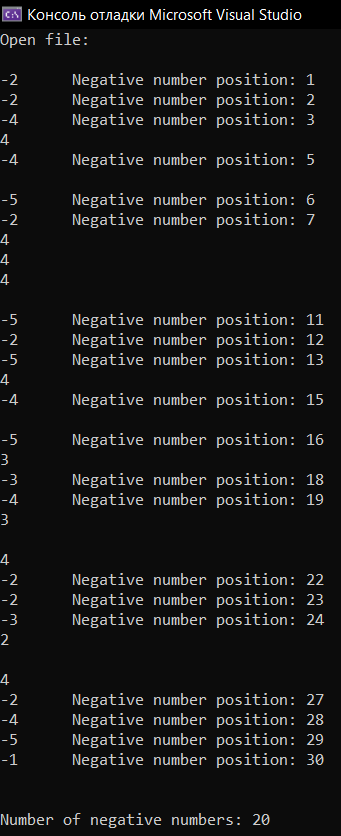 Консоль отладки Microsoft Visual Studio
Open file:
-2 Negative number position: 1
-2 Negative number position: 2
-4 Negative number position: 3
4
-4 Negative number position: 5
-5 Negative number position: 6
-2 Negative number position: 7
4
4
4
-5 Negative number position: 11
-2 Negative number position: 12
-5 Negative number position: 13
4
-4 Negative number position: 15
-5 Negative number position: 16
3
-3 Negative number position: 18
-4 Negative number position: 19
3
4
-2 Negative number position: 22
-2 Negative number position: 23
-3 Negative number position: 24
2
4
-2 Negative number position: 27
-4 Negative number position: 28
-5 Negative number position: 29
-1 Negative number position: 30
Number of negative numbers: 20